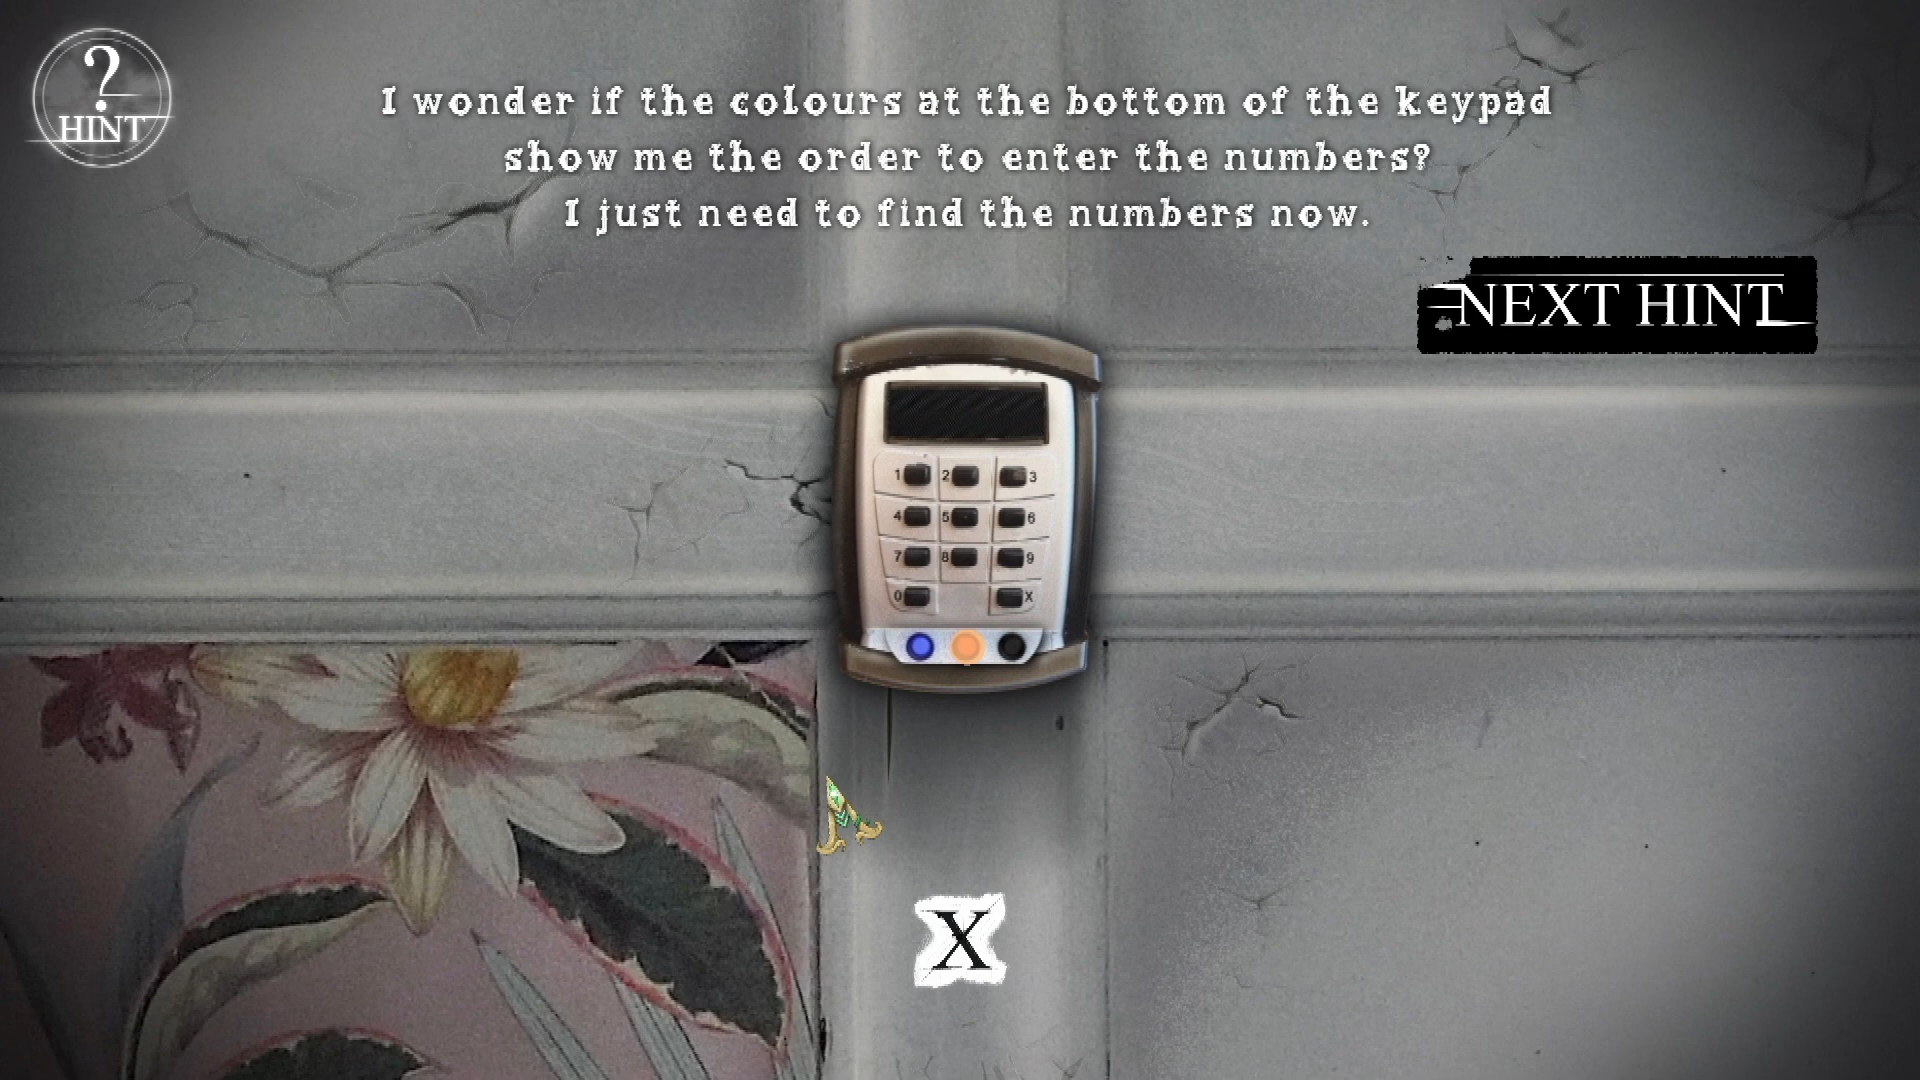 ?
HINT
I wonder if the colours at the bottom of the keypad
show me the order to enter the numbers?
I just need to find the numbers now.
NEXT HINT
1 2 3
4 5 6
7 8 9
0 X
X